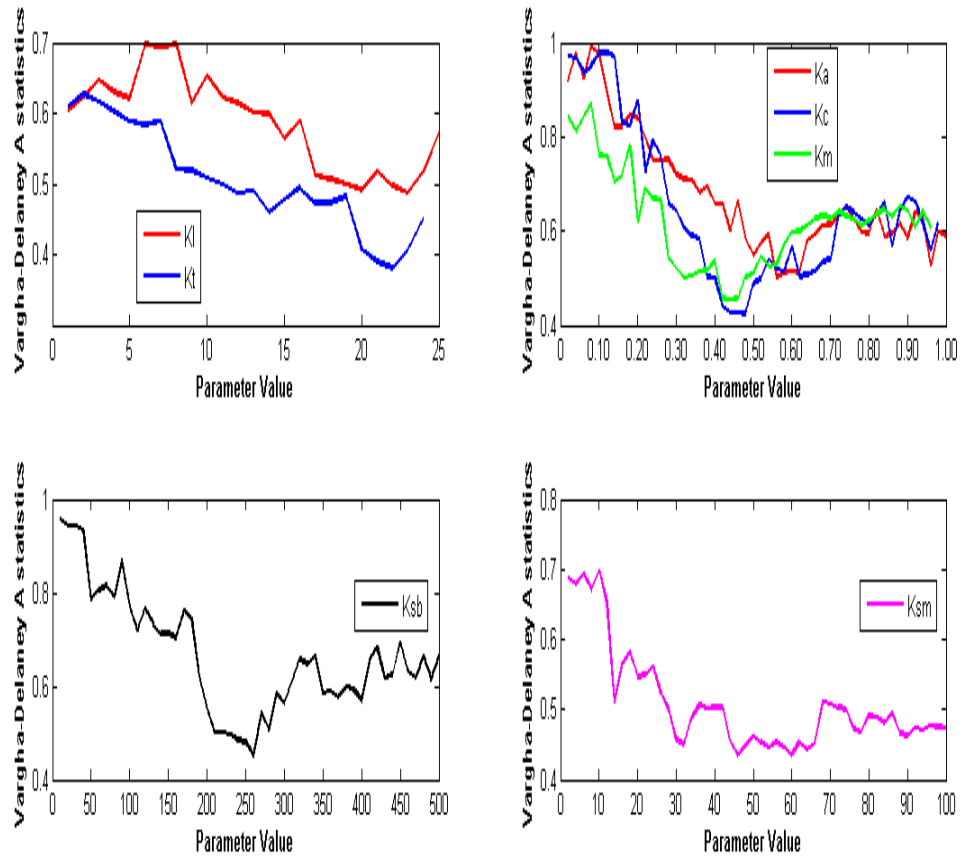 Vargha-Delaney A statistics
0.7
0.6
0.5
0.4
Kl
Kt
0 5 10 15 20 25
Parameter Value
Vargha-Delaney A statistics
1
0.8
0.6
0.4
Ka
Kc
Km
0 0.10 0.20 0.30 0.40 0.50 0.60 0.70 0.80 0.90 1.00
Parameter Value
Vargha-Delaney A statistics
1
0.8
0.6
0.4
Ksb
0 50 100 150 200 250 300 350 400 450 500
Parameter Value
Vargha-Delaney A statistics
0.8
0.7
0.6
0.5
0.4
Ksm
0 10 20 30 40 50 60 70 80 90 100
Parameter Value